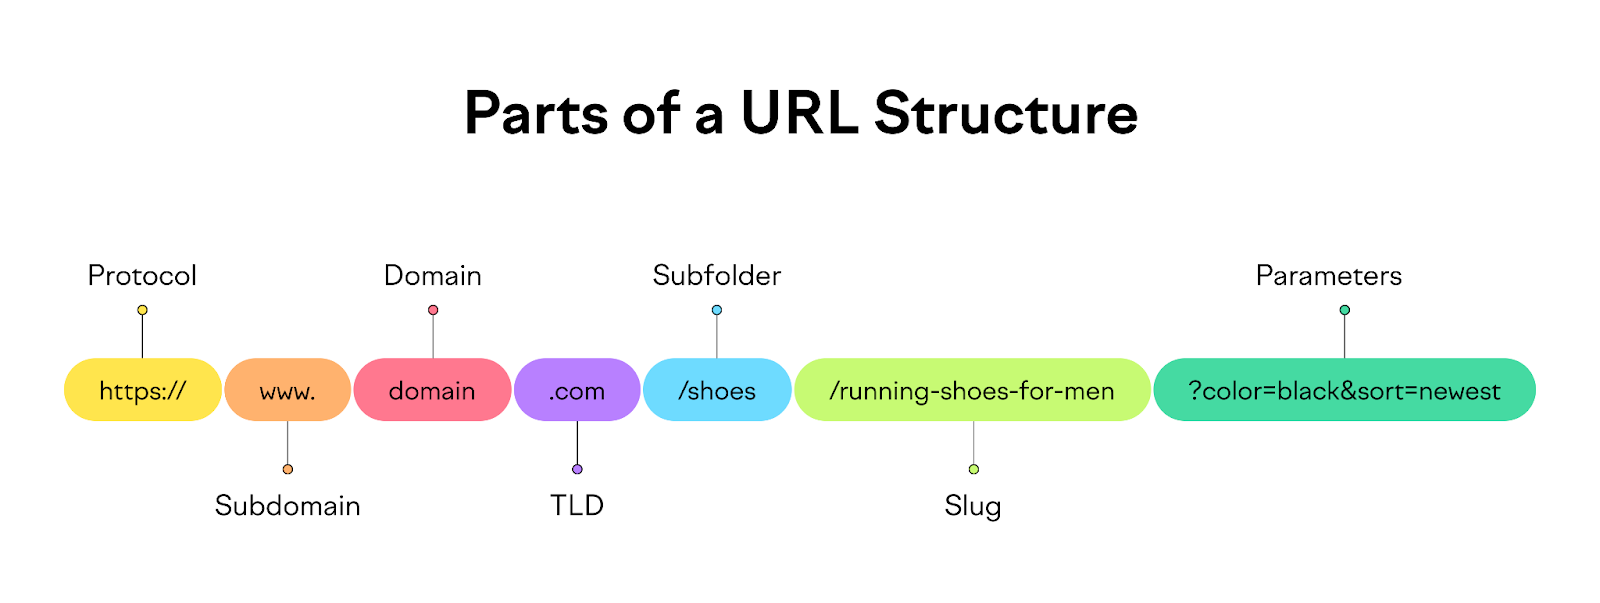 Parts of a URL Structure
Protocol
Domain
Subfolder
Parameters
https://
www.
domain
.com
/shoes
/running-shoes-for-men
?color=black&sort=newest
Subdomain
TLD
Slug